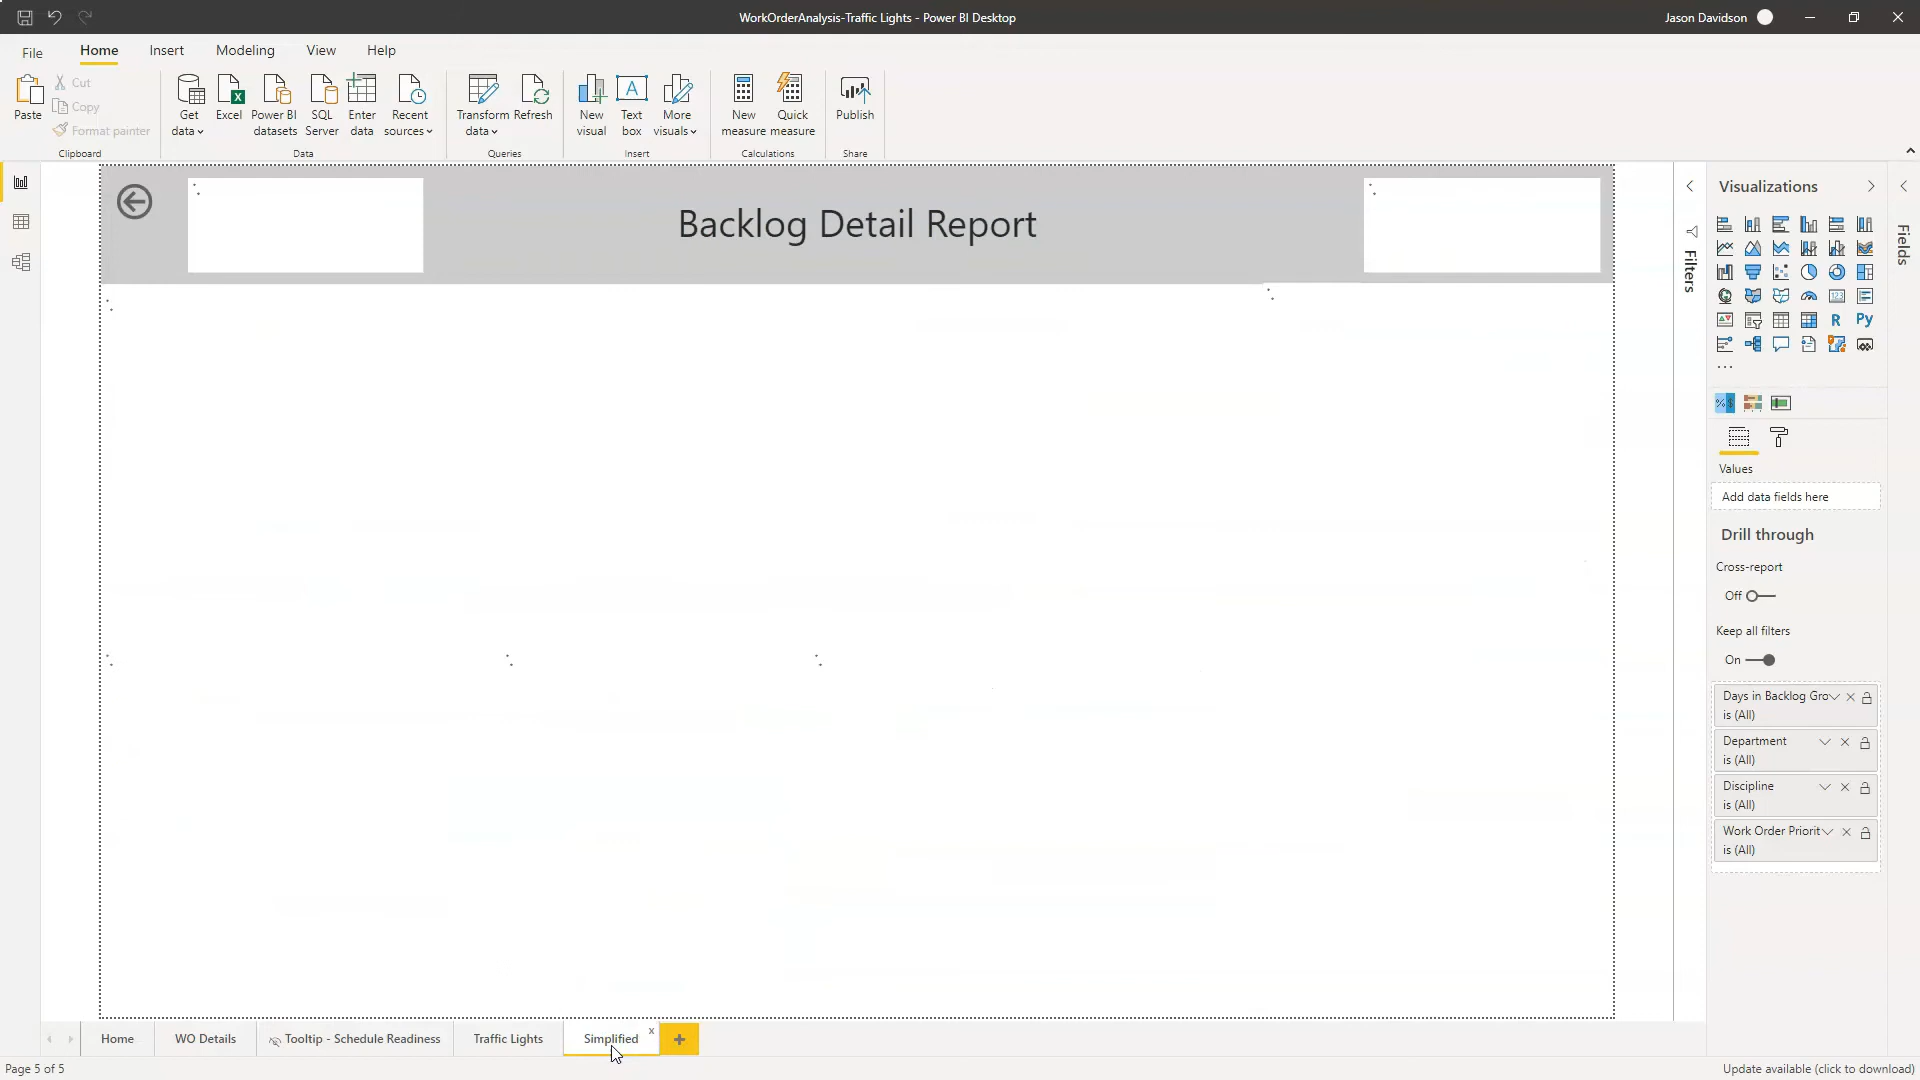 WorkOrderAnalysis-Traffic Lights - Power BI Desktop
Jason Davidson
File
Home
Insert
Modeling
View
Help
Paste
Cut
Copy
Format painter
Clipboard
Get data
Excel
Power BI datasets
SQL Server
Enter data
Recent sources
Data
Transform data
Refresh
Queries
New visual
Text box
More visuals
Insert
New measure
Quick measure
Calculations
Publish
Share
Backlog Detail Report
Filters
Visualizations
Fields
R
Py
Values
Add data fields here
Drill through
Cross-report
Off
Keep all filters
On
Days in Backlog Gro
is (All)
Department
is (All)
Discipline
is (All)
Work Order Priorit
is (All)
Home
WO Details
Tooltip - Schedule Readiness
Traffic Lights
Simplified
Page 5 of 5
Update available (click to download)